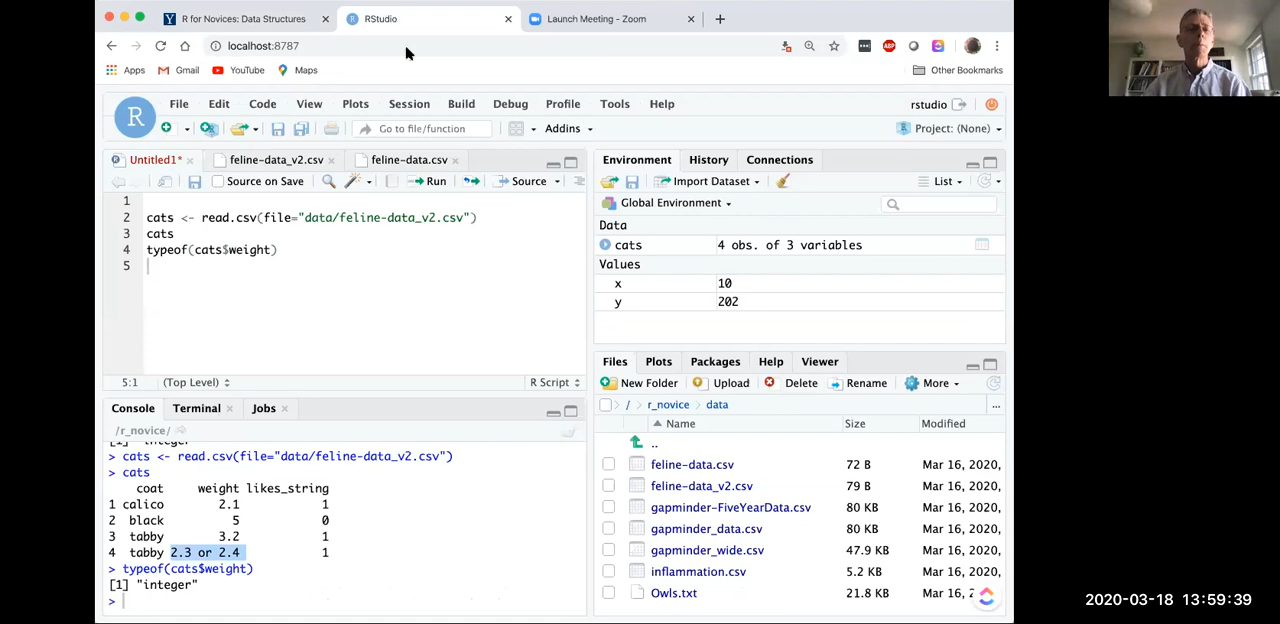 R for Novices: Data Structures
RStudio
Launch Meeting - Zoom
localhost:8787
ABP
Apps
Gmail
YouTube
Maps
Other Bookmarks
R
File
Edit
Code
View
Plots
Session
Build
Debug
Profile
Tools
Help
rstudio
Go to file/function
Addins
Project: (None)
Untitled1*
feline-data_v2.csv
feline-data.csv
Source on Save
Run
Source
1
2 cats <- read.csv(file="data/feline-data_v2.csv")
3 cats
4 typeof(cats$weight)
5
5:1
(Top Level)
R Script
Console
Terminal
Jobs
/r_novice/
[1] "integer"
> cats <- read.csv(file="data/feline-data_v2.csv")
> cats
coat weight likes_string
1 calico 2.1 1
2 black 5 0
3 tabby 3.2 1
4 tabby 2.3 or 2.4 1
> typeof(cats$weight)
[1] "integer"
>
Environment
History
Connections
Import Dataset
List
Global Environment
Data
cats 4 obs. of 3 variables
Values
x 10
y 202
Files
Plots
Packages
Help
Viewer
New Folder
Upload
Delete
Rename
More
/ r_novice data
...
Name Size Modified
..
feline-data.csv 72 B Mar 16, 2020,
feline-data_v2.csv 79 B Mar 16, 2020,
gapminder-FiveYearData.csv 80 KB Mar 16, 2020,
gapminder_data.csv 80 KB Mar 16, 2020,
gapminder_wide.csv 47.9 KB Mar 16, 2020,
inflammation.csv 5.2 KB Mar 16, 2020,
Owls.txt 21.8 KB Mar 16, 2
2020-03-18 13:59:39